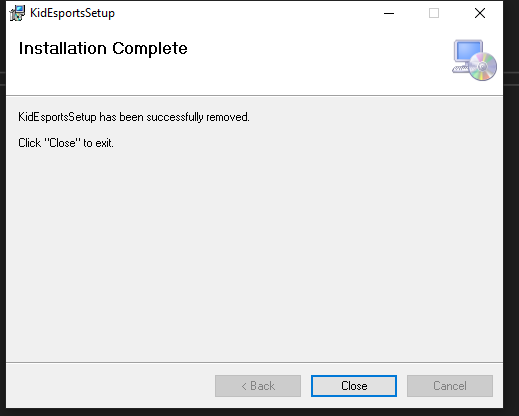 KidEsportsSetup
Installation Complete
KidEsportsSetup has been successfully removed.
Click "Close" to exit.
< Back
Close
Cancel